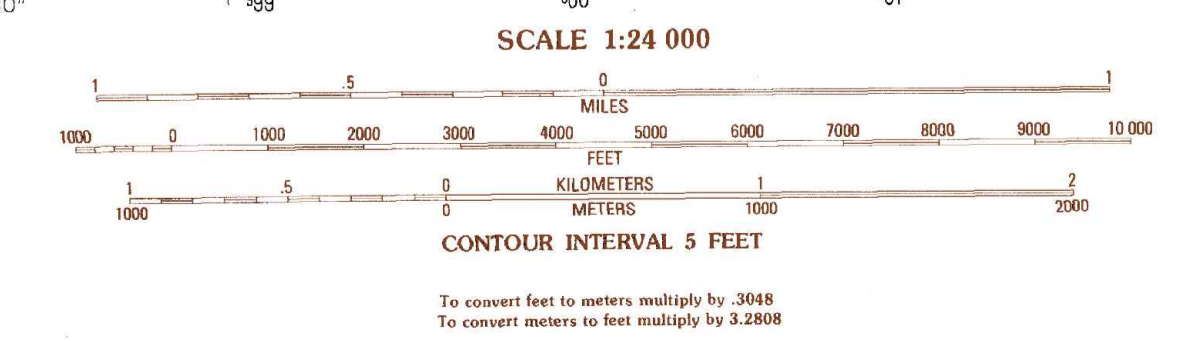 SCALE 1:24 000
1 .5 0 1
MILES
1000 0 1000 2000 3000 4000 5000 6000 7000 8000 9000 10 000
FEET
1 .5 0 KILOMETERS 1 2
1000 0 METERS 1000 2000
CONTOUR INTERVAL 5 FEET
To convert feet to meters multiply by .3048
To convert meters to feet multiply by 3.2808